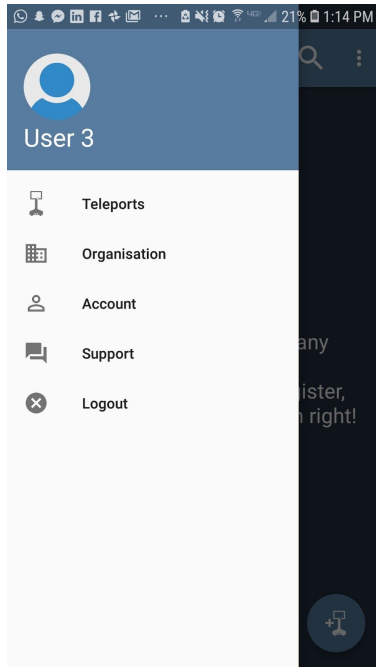 21% 1:14 PM
User 3
Teleports
Organisation
Account
Support
Logout
any
ister,
right!